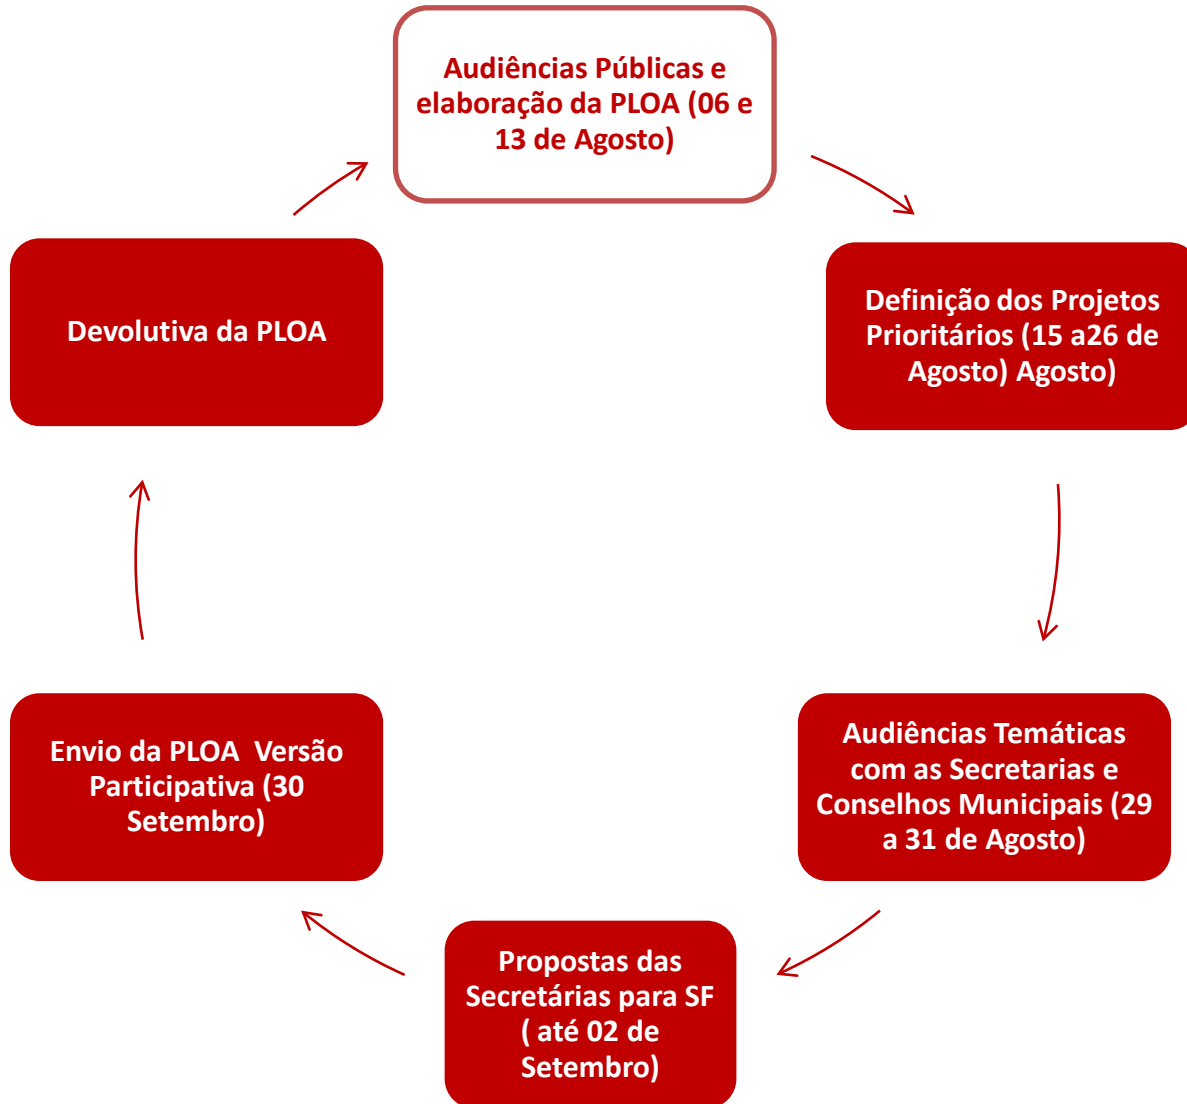 Audiências Públicas e
elaboração da PLOA (06 e
13 de Agosto)
Definição dos Projetos
Prioritários (15 a26 de
Agosto) Agosto)
Audiências Temáticas
com as Secretarias e
Conselhos Municipais (29
a 31 de Agosto)
Propostas das
Secretárias para SF
( até 02 de
Setembro)
Envio da PLOA  Versão
Participativa (30
Setembro)
Devolutiva da PLOA